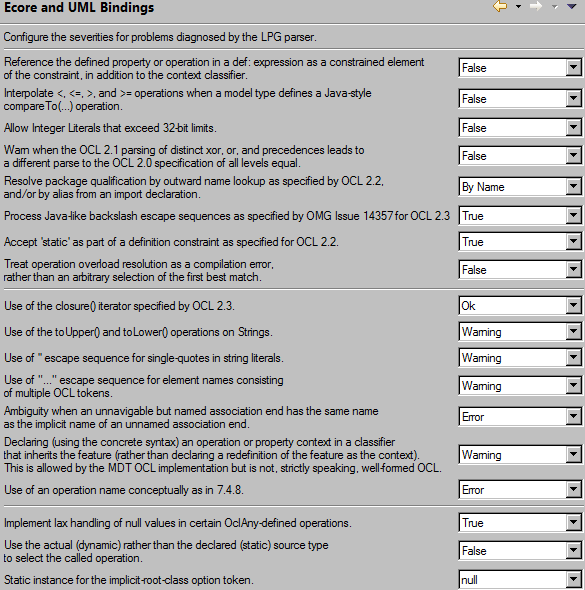 Ecore and UML Bindings
Configure the severities for problems diagnosed by the LPG parser.
Reference the defined property or operation in a def: expression as a constrained element
of the constraint, in addition to the context classifier.
False
Interpolate <, <=, >, and >= operations when a model type defines a Java-style
compareTo(...) operation.
False
Allow Integer Literals that exceed 32-bit limits.
False
Warn when the OCL 2.1 parsing of distinct xor, or, and precedences leads to
a different parse to the OCL 2.0 specification of all levels equal.
False
Resolve package qualification by outward name lookup as specified by OCL 2.2,
and/or by alias from an import declaration.
By Name
Process Java-like backslash escape sequences as specified by OMG Issue 14357 for OCL 2.3
True
Accept 'static' as part of a definition constraint as specified for OCL 2.2.
True
Treat operation overload resolution as a compilation error,
rather than an arbitrary selection of the first best match.
False
Use of the closure() iterator specified by OCL 2.3.
Ok
Use of the toUpper() and toLower() operations on Strings.
Warning
Use of '' escape sequence for single-quotes in string literals.
Warning
Use of "..." escape sequence for element names consisting
of multiple OCL tokens.
Warning
Ambiguity when an unnavigable but named association end has the same name
as the implicit name of an unnamed association end.
Error
Declaring (using the concrete syntax) an operation or property context in a classifier
that inherits the feature (rather than declaring a redefinition of the feature as the context).
This is allowed by the MDT OCL implementation but is not, strictly speaking, well-formed OCL.
Warning
Use of an operation name conceptually as in 7.4.8.
Error
Implement lax handling of null values in certain OclAny-defined operations.
True
Use the actual (dynamic) rather than the declared (static) source type
to select the called operation.
False
Static instance for the implicit-root-class option token.
null